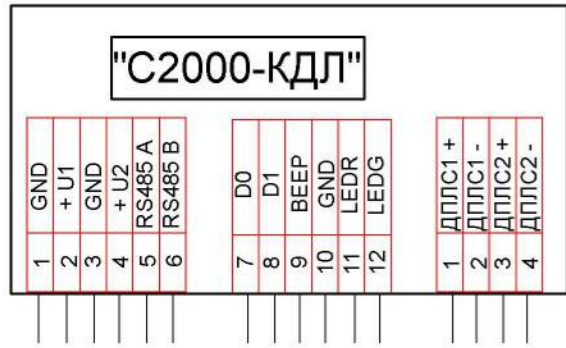 "С2000-КДЛ"
GND
+ U1
GND
+ U2
RS485 A
RS485 B
D0
D1
BEEP
GND
LEDR
LEDG
ДПЛС1 +
ДПЛС1 -
ДПЛС2 +
ДПЛС2 -
1
2
3
4
5
6
7
8
9
10
11
12
1
2
3
4